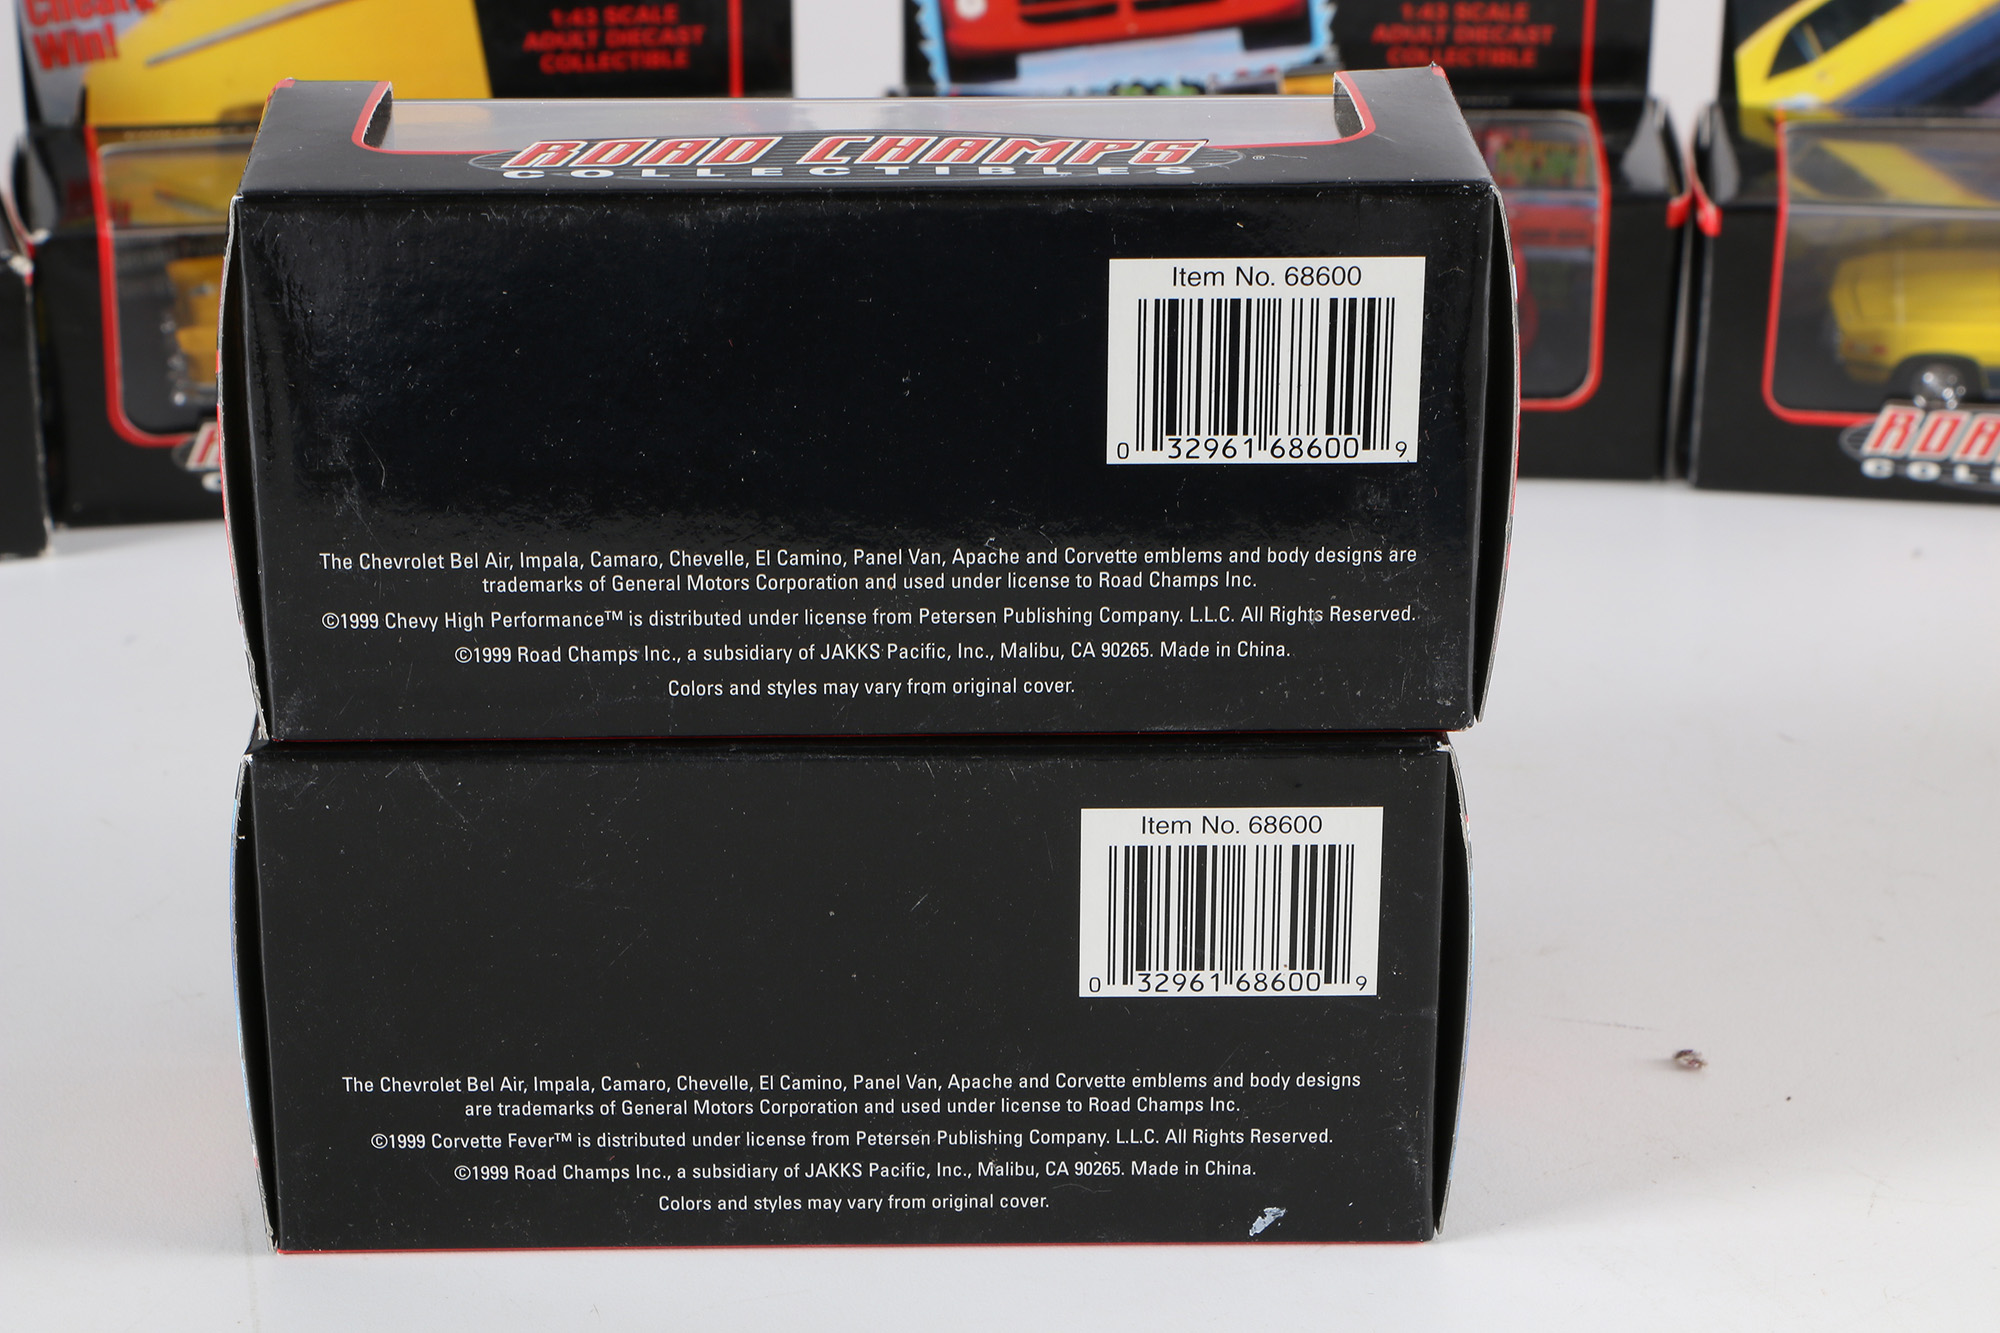 Win!
1:43 SCALE
ADULT DIECAST
COLLECTIBLE
1:43 SCALE
ADULT DIECAST
COLLECTIBLE
ROAD CHAMPS
COLLECTIBLES
®
Item No. 68600
0 32961 68600 9
The Chevrolet Bel Air, Impala, Camaro, Chevelle, El Camino, Panel Van, Apache and Corvette emblems and body designs are
trademarks of General Motors Corporation and used under license to Road Champs Inc.
©1999 Chevy High Performance™ is distributed under license from Petersen Publishing Company. L.L.C. All Rights Reserved.
©1999 Road Champs Inc., a subsidiary of JAKKS Pacific, Inc., Malibu, CA 90265. Made in China.
Colors and styles may vary from original cover.
Item No. 68600
0 32961 68600 9
The Chevrolet Bel Air, Impala, Camaro, Chevelle, El Camino, Panel Van, Apache and Corvette emblems and body designs
are trademarks of General Motors Corporation and used under license to Road Champs Inc.
©1999 Corvette Fever™ is distributed under license from Petersen Publishing Company. L.L.C. All Rights Reserved.
©1999 Road Champs Inc., a subsidiary of JAKKS Pacific, Inc., Malibu, CA 90265. Made in China.
Colors and styles may vary from original cover.